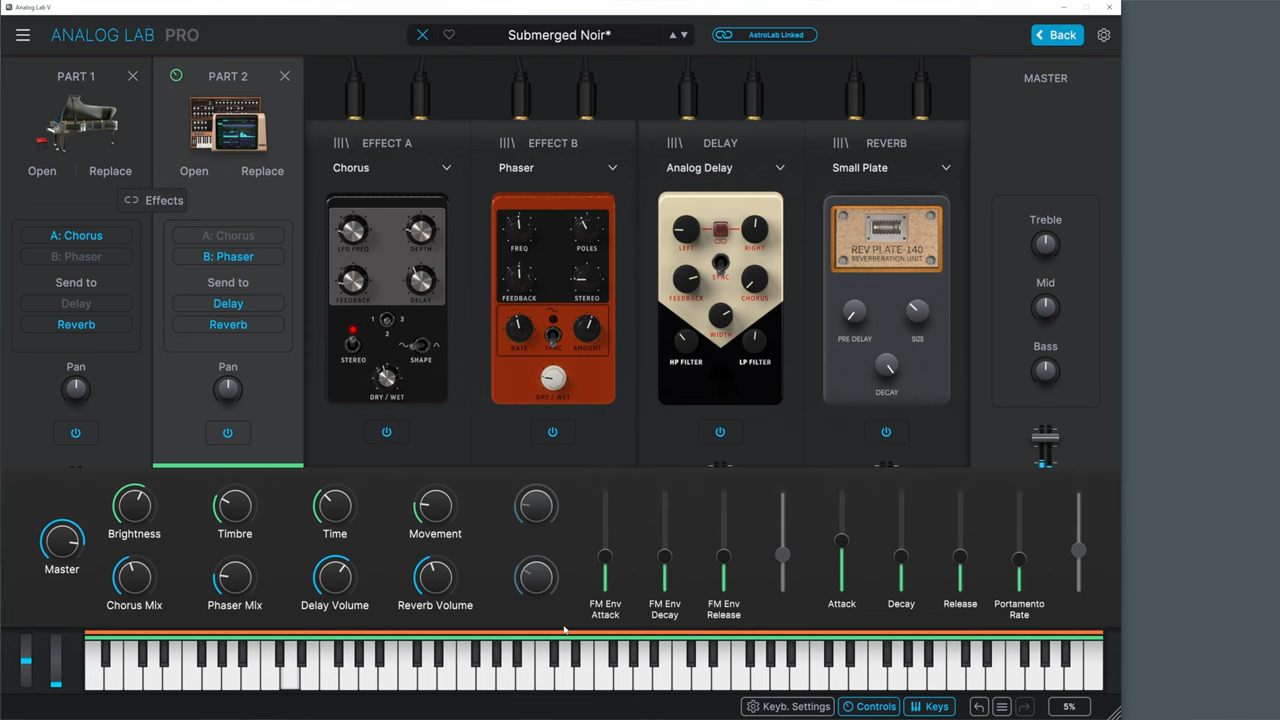 Analog Lab V
ANALOG LAB PRO
Submerged Noir*
AstroLab Linked
Back
PART 1
PART 2
MASTER
EFFECT A
EFFECT B
DELAY
REVERB
Open
Replace
Open
Replace
Chorus
Phaser
Analog Delay
Small Plate
Effects
A: Chorus
B: Phaser
Send to
Delay
Reverb
Pan
A: Chorus
B: Phaser
Send to
Delay
Reverb
Pan
LFO FREQ
DEPTH
FEEDBACK
DELAY
1
2
3
STEREO
SHAPE
DRY / WET
FREQ
POLES
FEEDBACK
STEREO
RATE
SYNC
AMOUNT
DRY / WET
LEFT
RIGHT
SYNC
FEEDBACK
CHORUS
WIDTH
HP FILTER
LP FILTER
REV PLATE-140
REVERBERATION UNIT
PRE DELAY
SIZE
DECAY
Treble
Mid
Bass
Master
Brightness
Timbre
Time
Movement
Chorus Mix
Phaser Mix
Delay Volume
Reverb Volume
FM Env
Attack
FM Env
Decay
FM Env
Release
Attack
Decay
Release
Portamento
Rate
Keyb. Settings
Controls
Keys
5%